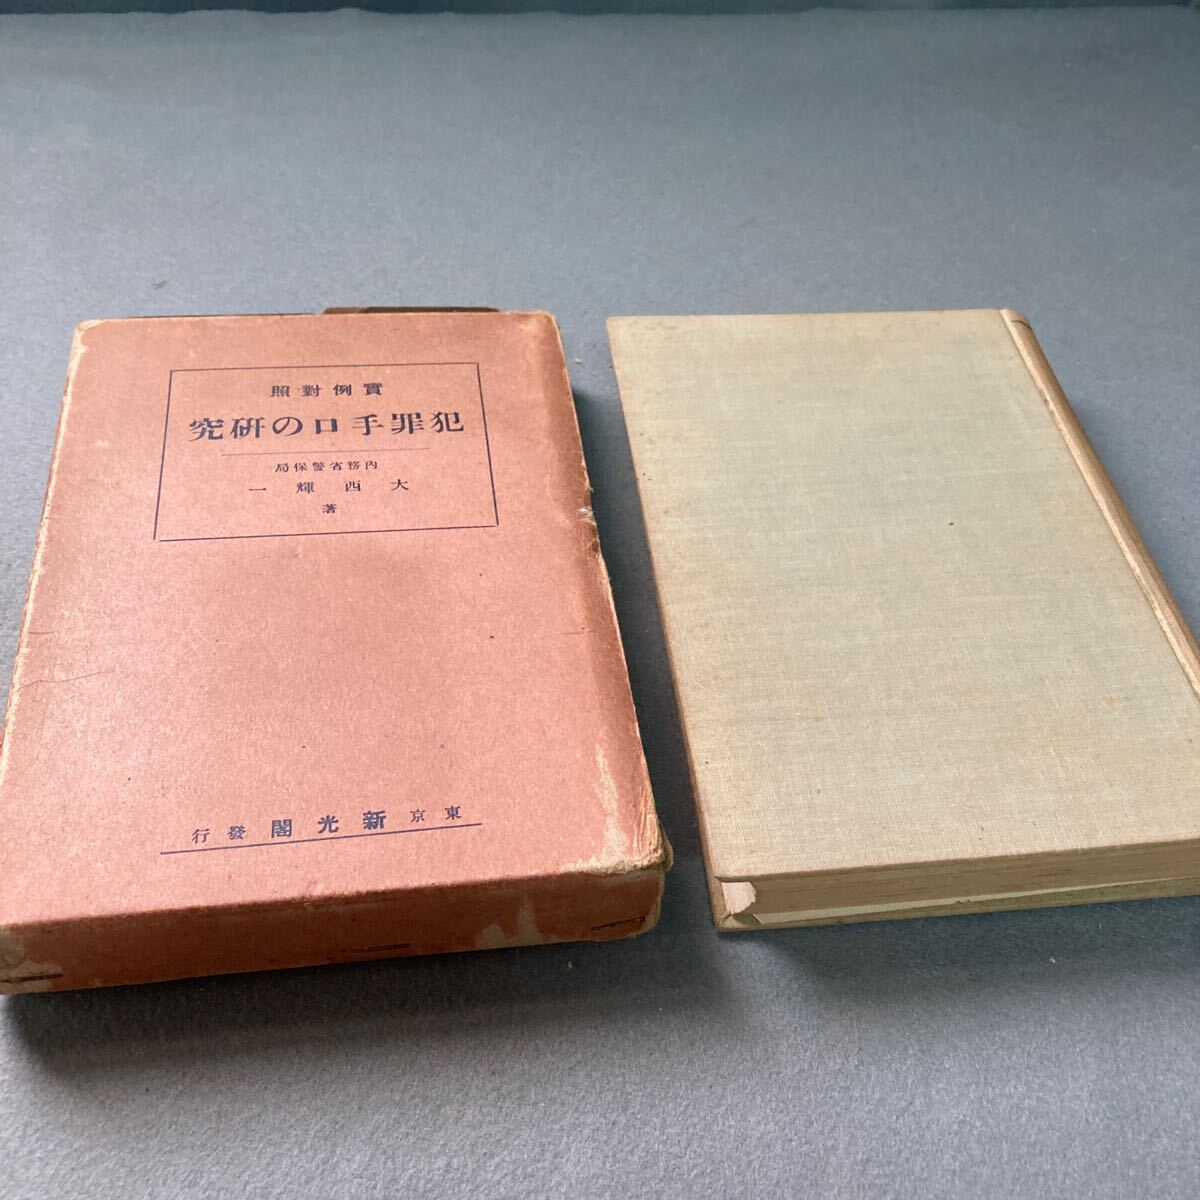 實例對照
犯罪手口の硏究
内務省警保局
大西輝一
著
東京新光閣發行